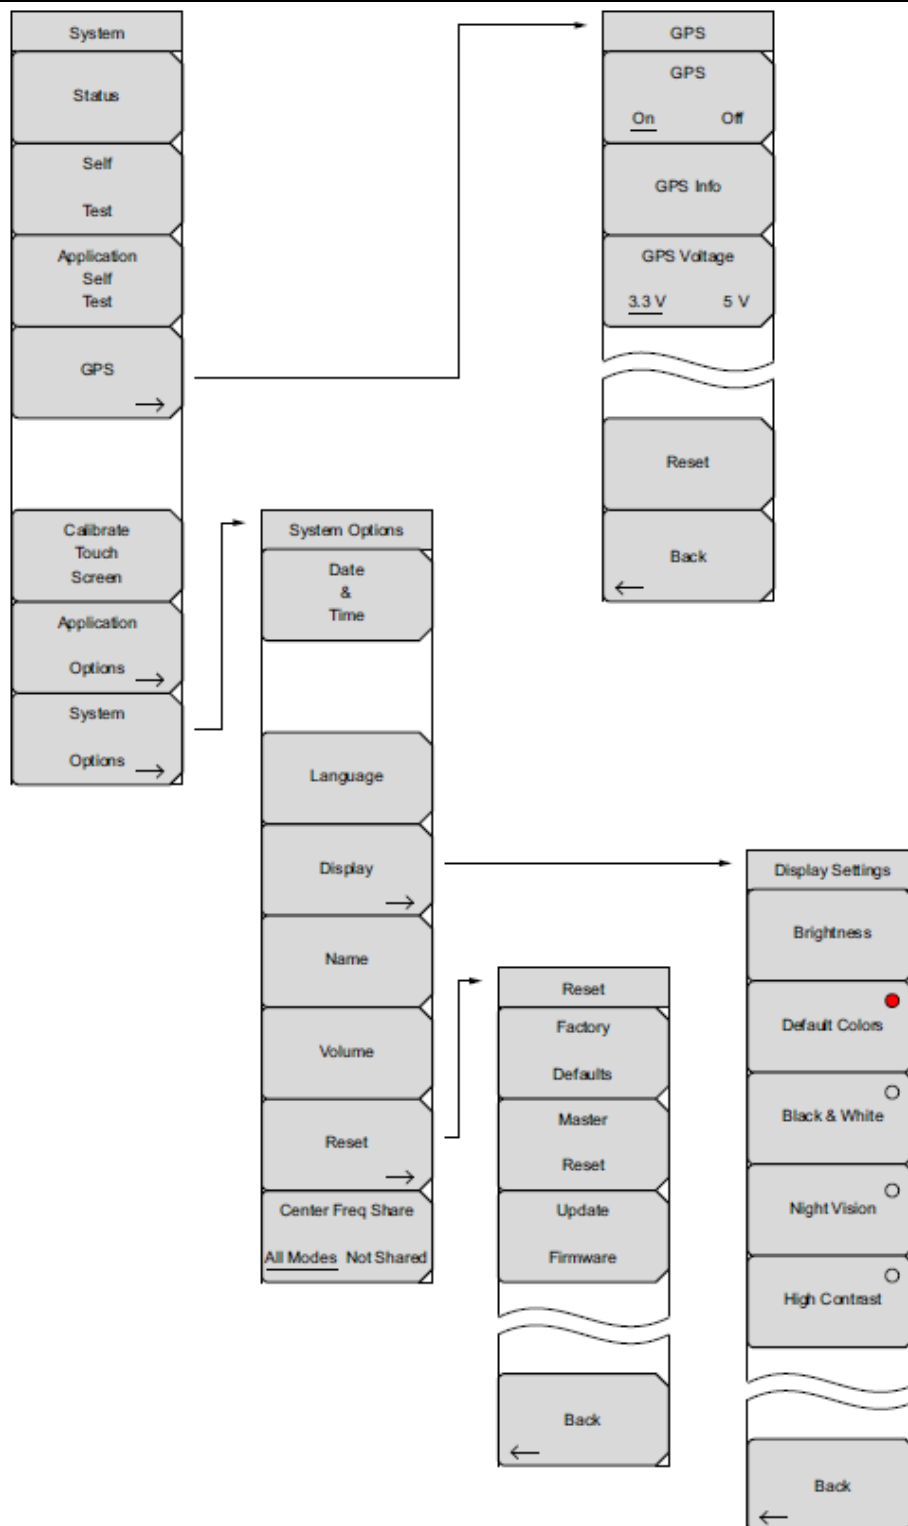 System
Status
Self
Test
Application
Self
Test
GPS
Calibrate
Touch
Screen
Application
Options
System
Options
GPS
GPS
On Off
GPS Info
GPS Voltage
3.3 V 5 V
Reset
Back
System Options
Date
&
Time
Language
Display
Name
Volume
Reset
Center Freq Share
All Modes Not Shared
Reset
Factory
Defaults
Master
Reset
Update
Firmware
Back
Display Settings
Brightness
Default Colors
Black & White
Night Vision
High Contrast
Back